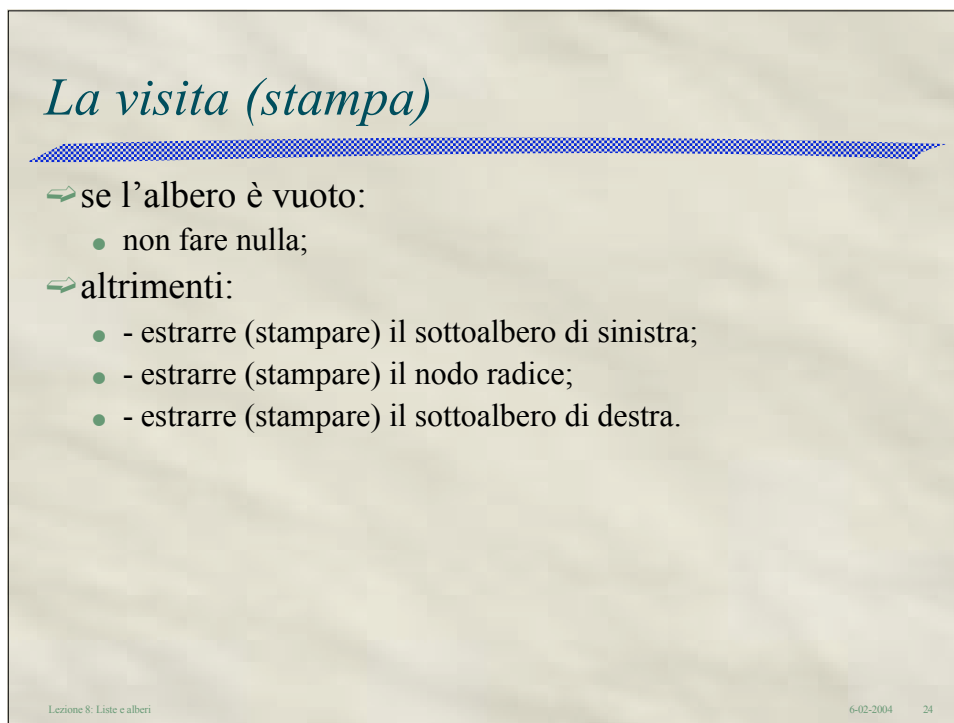 La visita (stampa)
se l’albero è vuoto:
non fare nulla;
altrimenti:
- estrarre (stampare) il sottoalbero di sinistra;
- estrarre (stampare) il nodo radice;
- estrarre (stampare) il sottoalbero di destra.
Lezione 8: Liste e alberi 6-02-2004 24